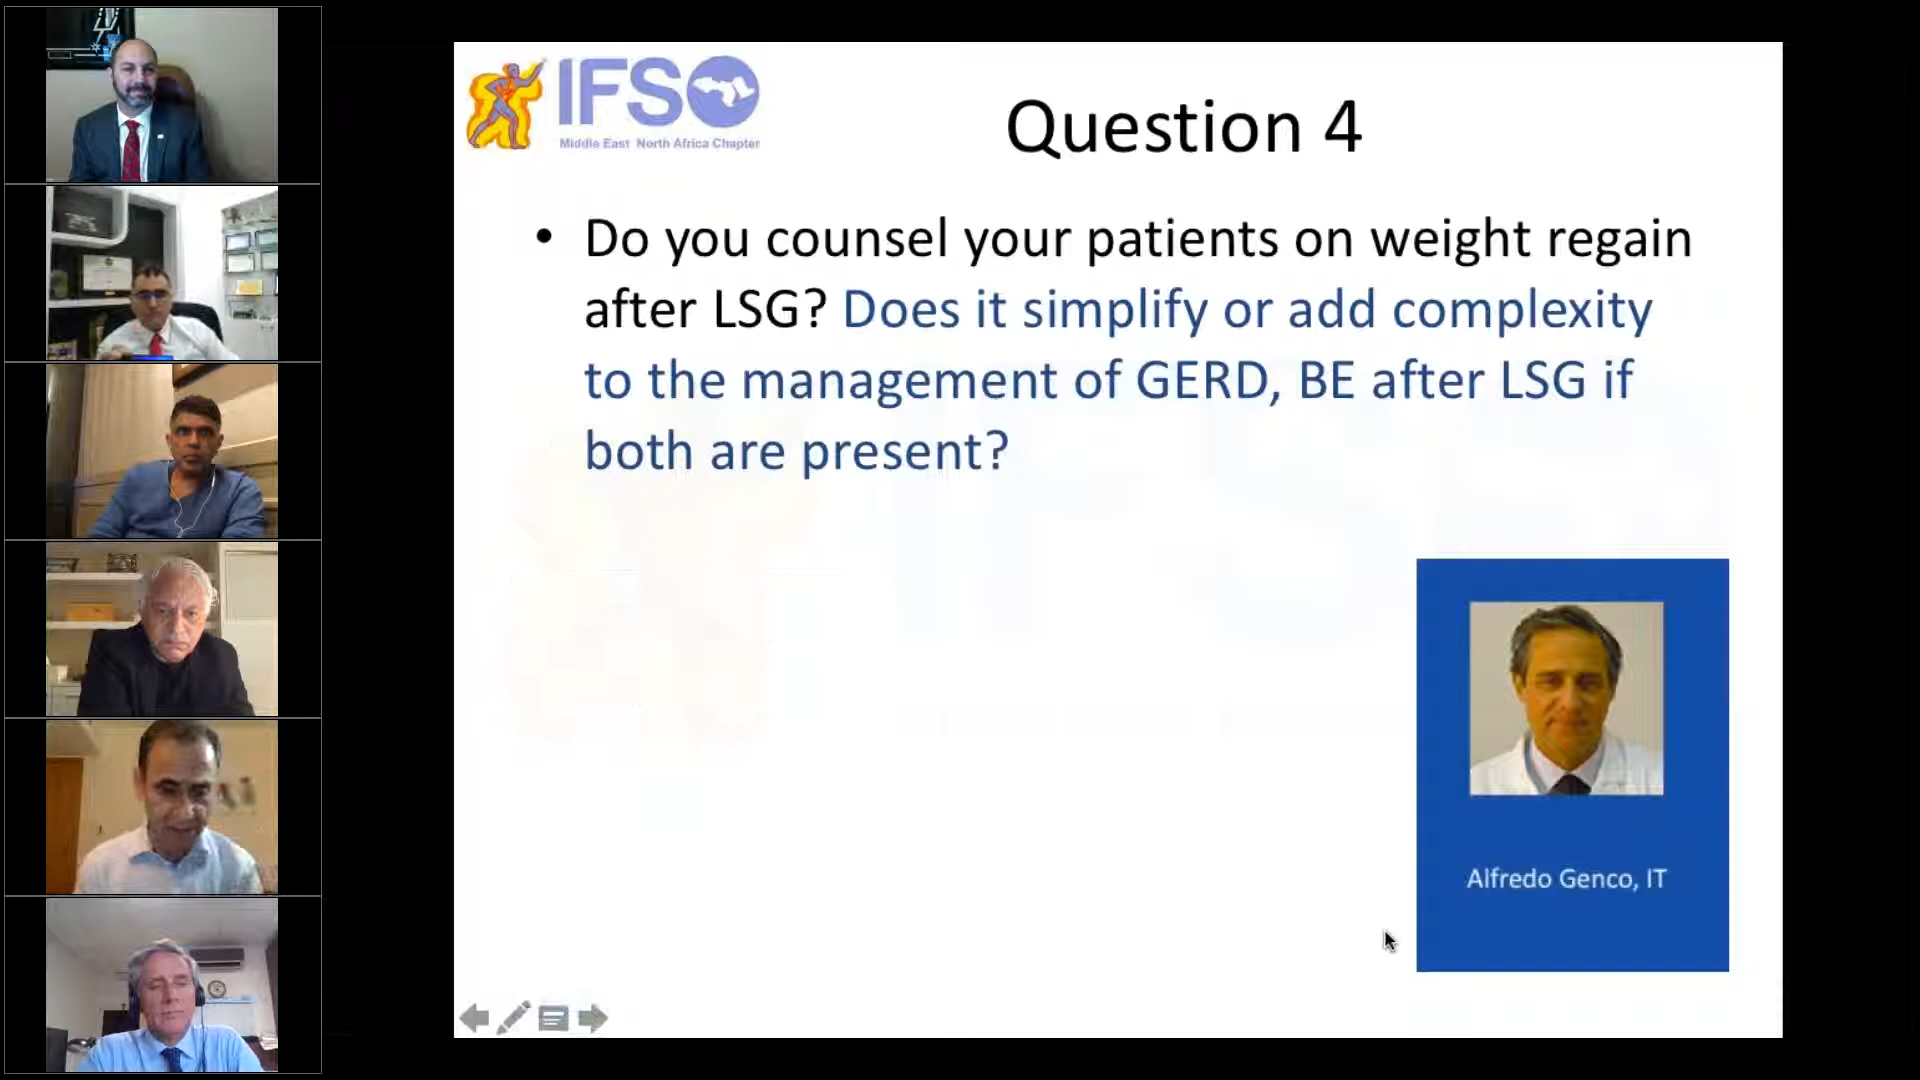 IFSO
Middle East North Africa Chapter
Question 4
• Do you counsel your patients on weight regain
after LSG? Does it simplify or add complexity
to the management of GERD, BE after LSG if
both are present?
Alfredo Genco, IT